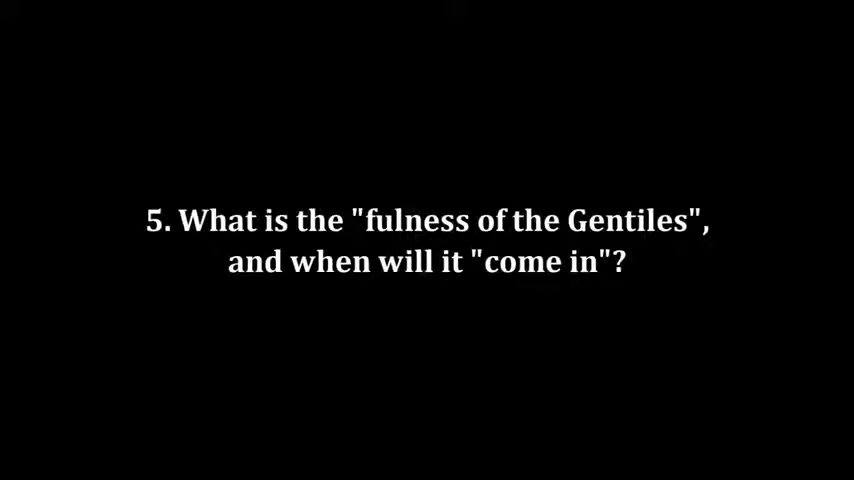 5. What is the "fulness of the Gentiles",
and when will it "come in"?